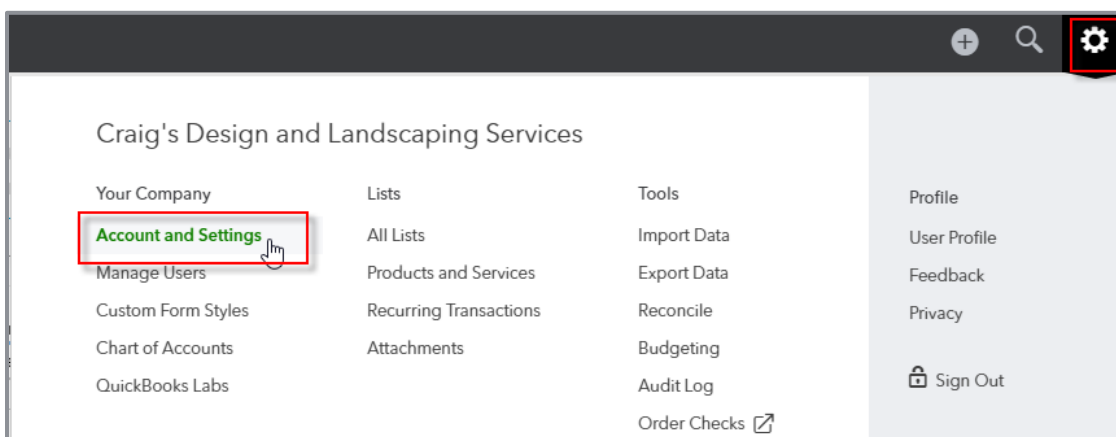 Craig's Design and Landscaping Services
Your Company
Account and Settings
Manage Users
Custom Form Styles
Chart of Accounts
QuickBooks Labs
Lists
All Lists
Products and Services
Recurring Transactions
Attachments
Tools
Import Data
Export Data
Reconcile
Budgeting
Audit Log
Order Checks
Profile
User Profile
Feedback
Privacy
Sign Out